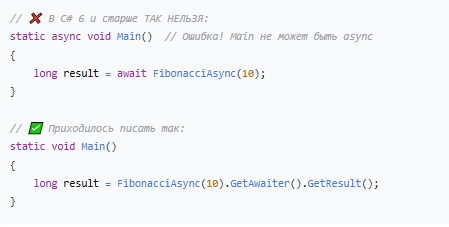 // ❌ В C# 6 и старше ТАК НЕЛЬЗЯ:
static async void Main()  // Ошибка! Main не может быть async
{
    long result = await FibonacciAsync(10);
}

// ✅ Приходилось писать так:
static void Main()
{
    long result = FibonacciAsync(10).GetAwaiter().GetResult();
}